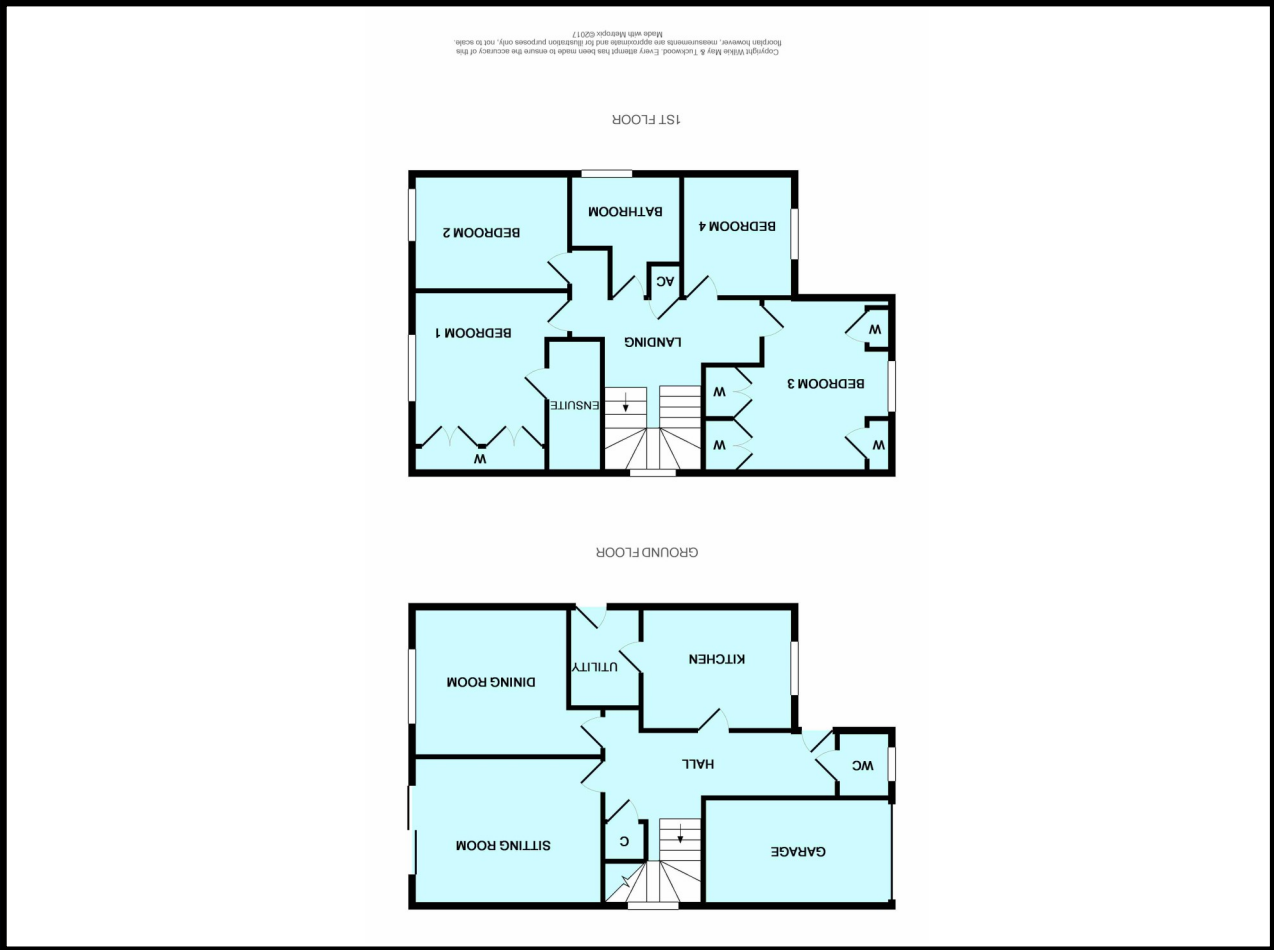 GARAGE
C
SITTING ROOM
WC
HALL
KITCHEN
UTILITY
DINING ROOM
GROUND FLOOR
W
W
W
BEDROOM 3
W
ENSUITE
W
LANDING
BEDROOM 1
AC
BEDROOM 4
BATHROOM
BEDROOM 2
1ST FLOOR
Copyright Wilkie May & Tuckwood. Every attempt has been made to ensure the accuracy of this
floorplan however, measurements are approximate and for illustration purposes only, not to scale.
Made with Metropix ©2017